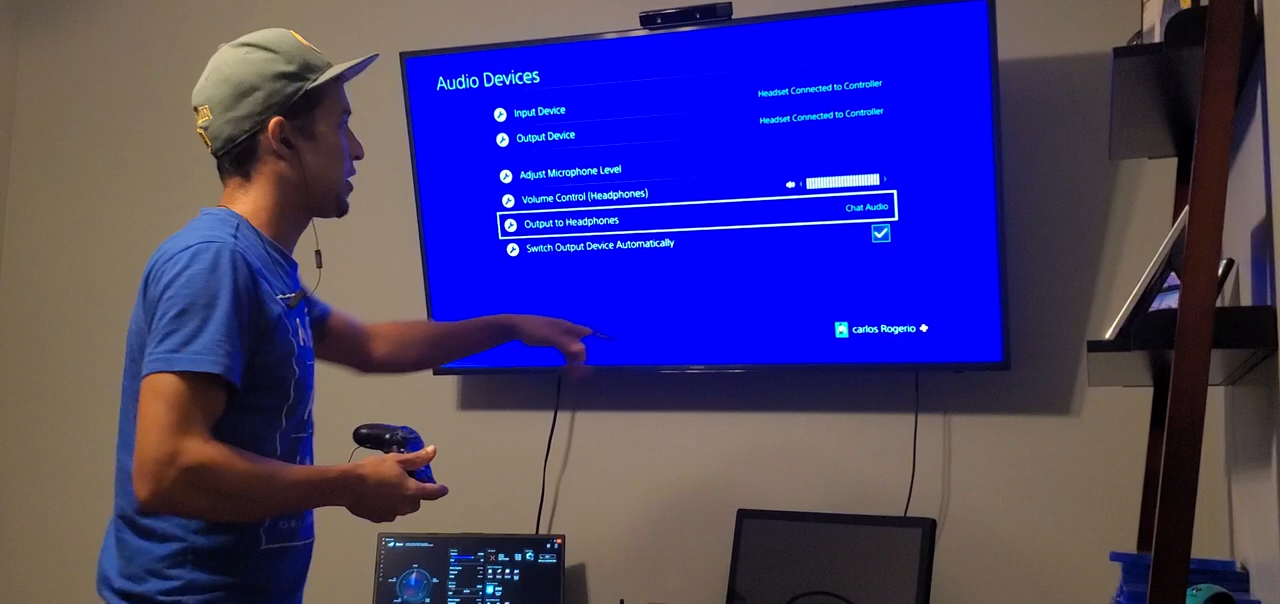 Audio Devices
Input Device
Headset Connected to Controller
Output Device
Headset Connected to Controller
Adjust Microphone Level
Volume Control (Headphones)
Output to Headphones
Chat Audio
Switch Output Device Automatically
carlos Rogerio